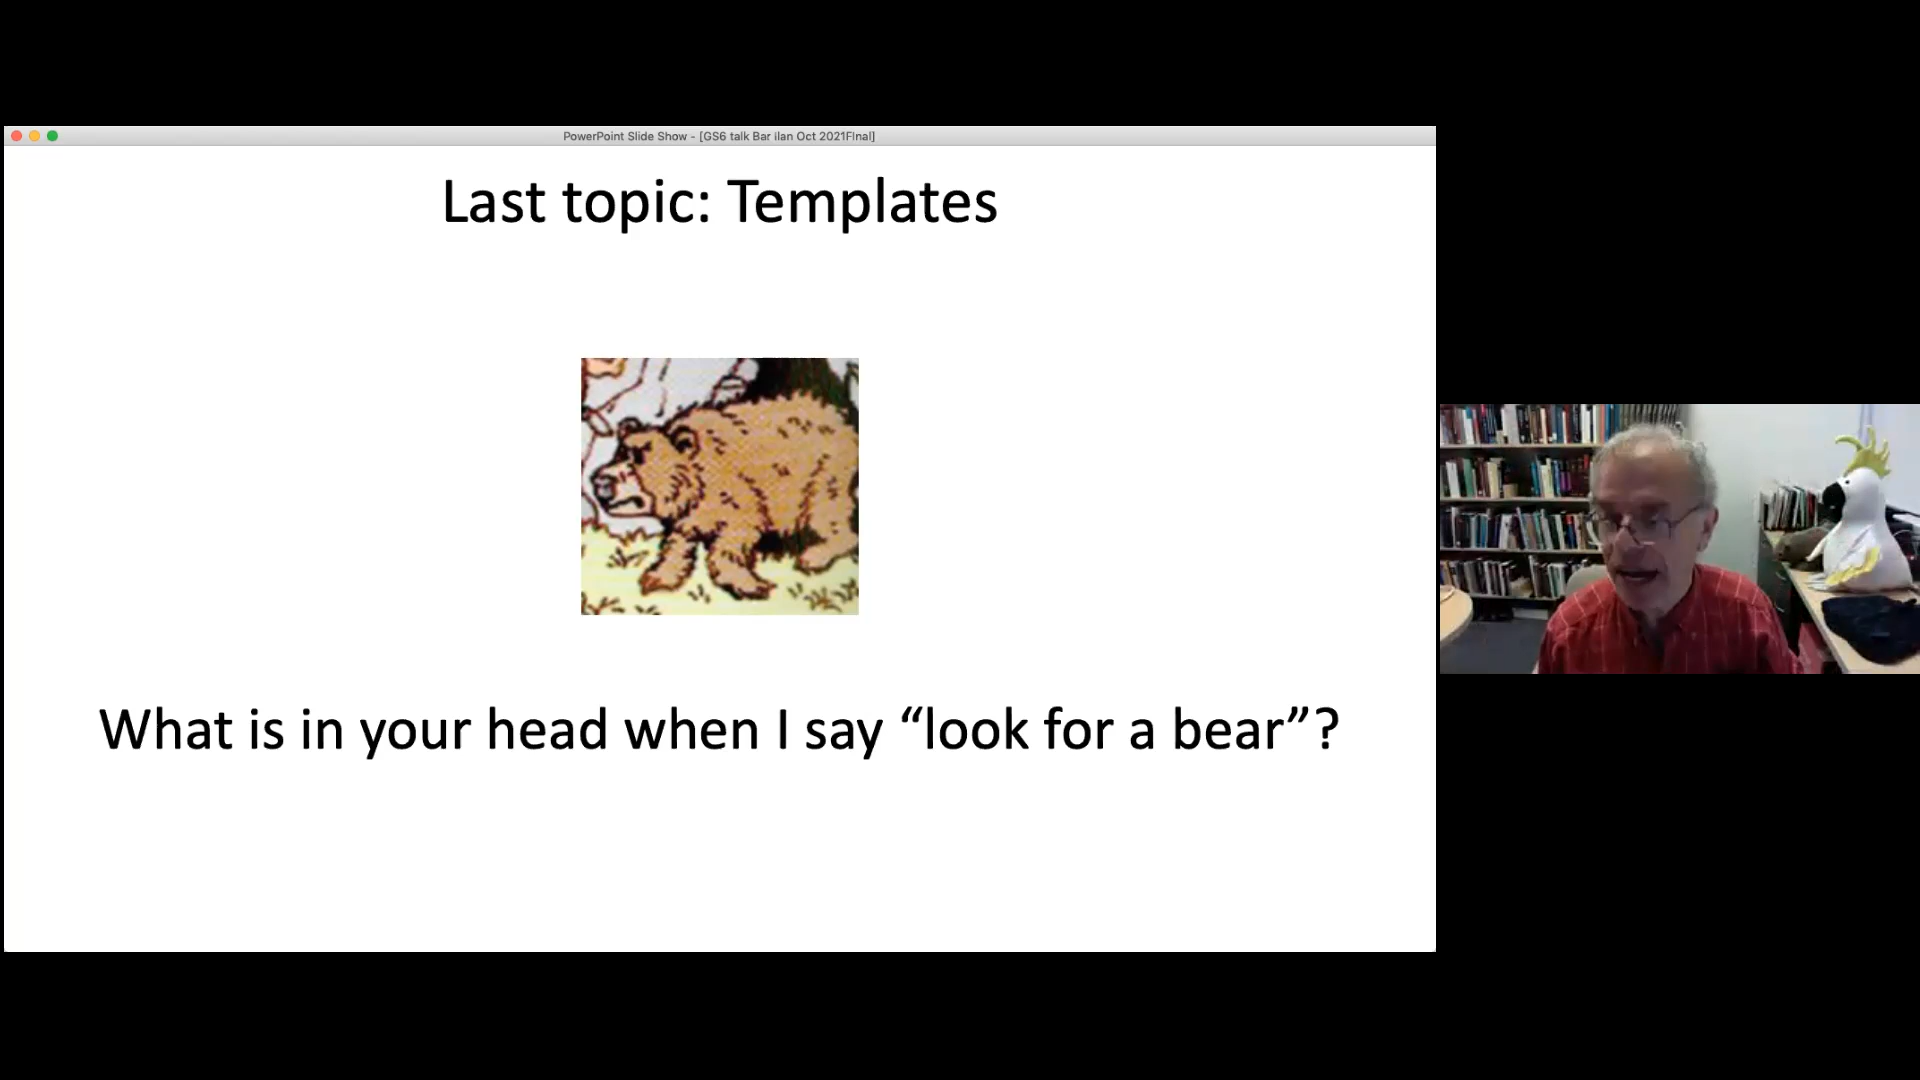 PowerPoint Slide Show - [GS6 talk Bar ilan Oct 2021FInal]
Last topic: Templates
What is in your head when I say “look for a bear”?